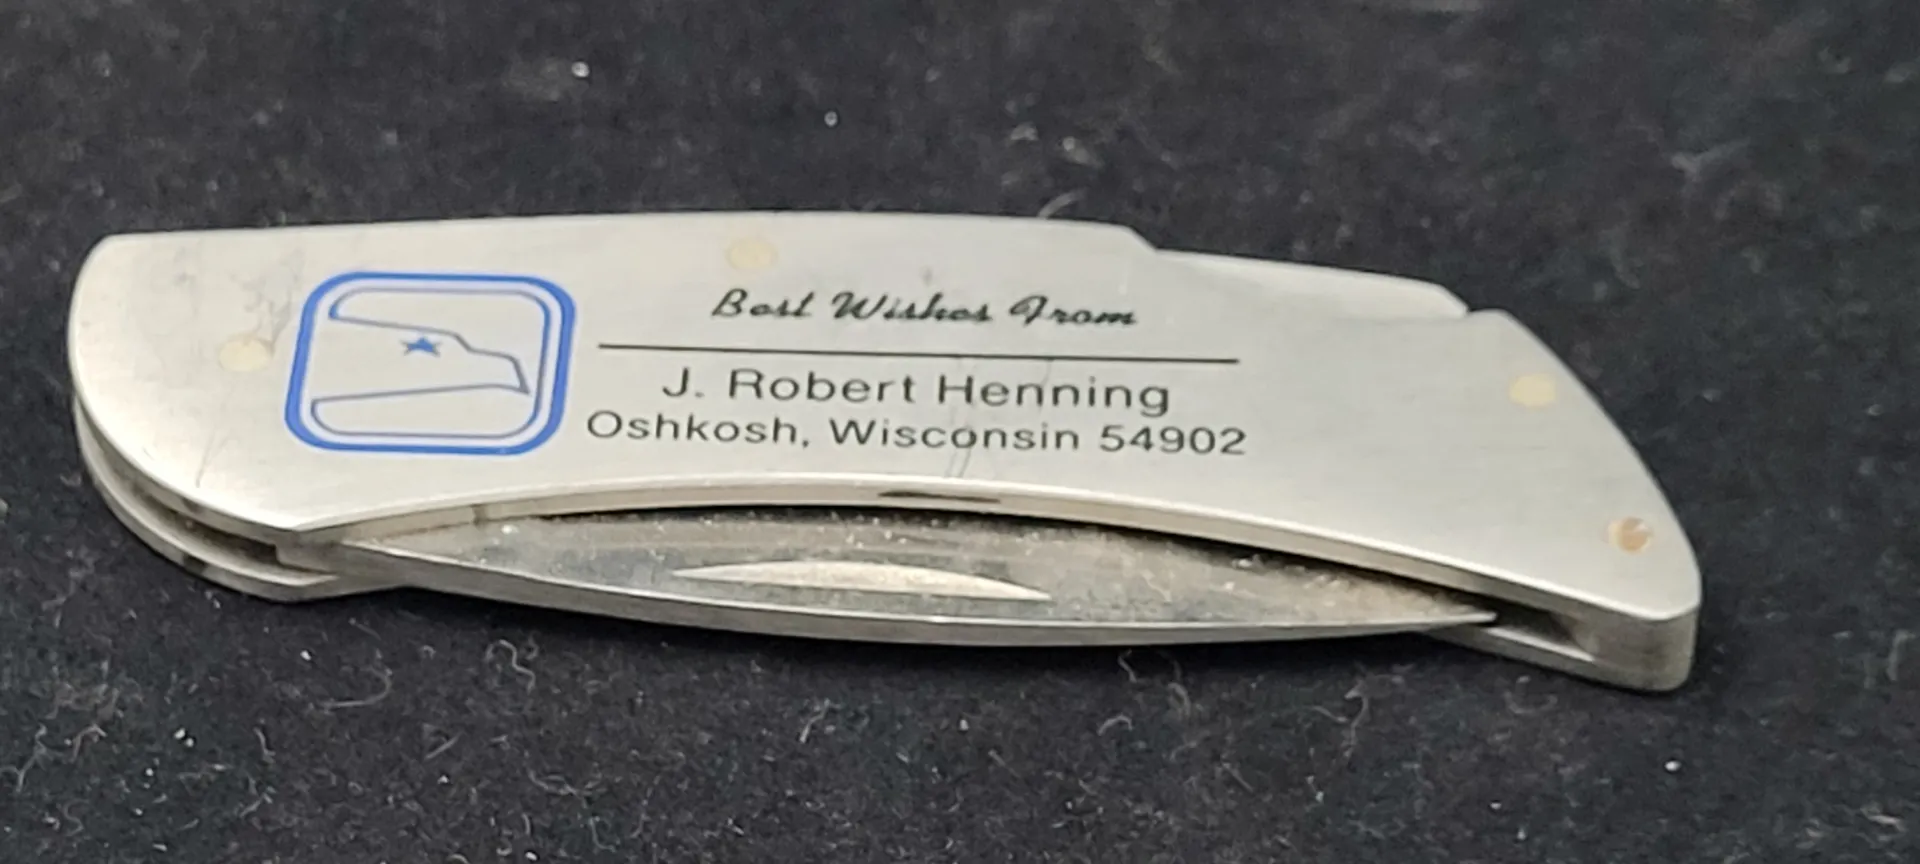 Best Wishes From
J. Robert Henning
Oshkosh, Wisconsin 54902